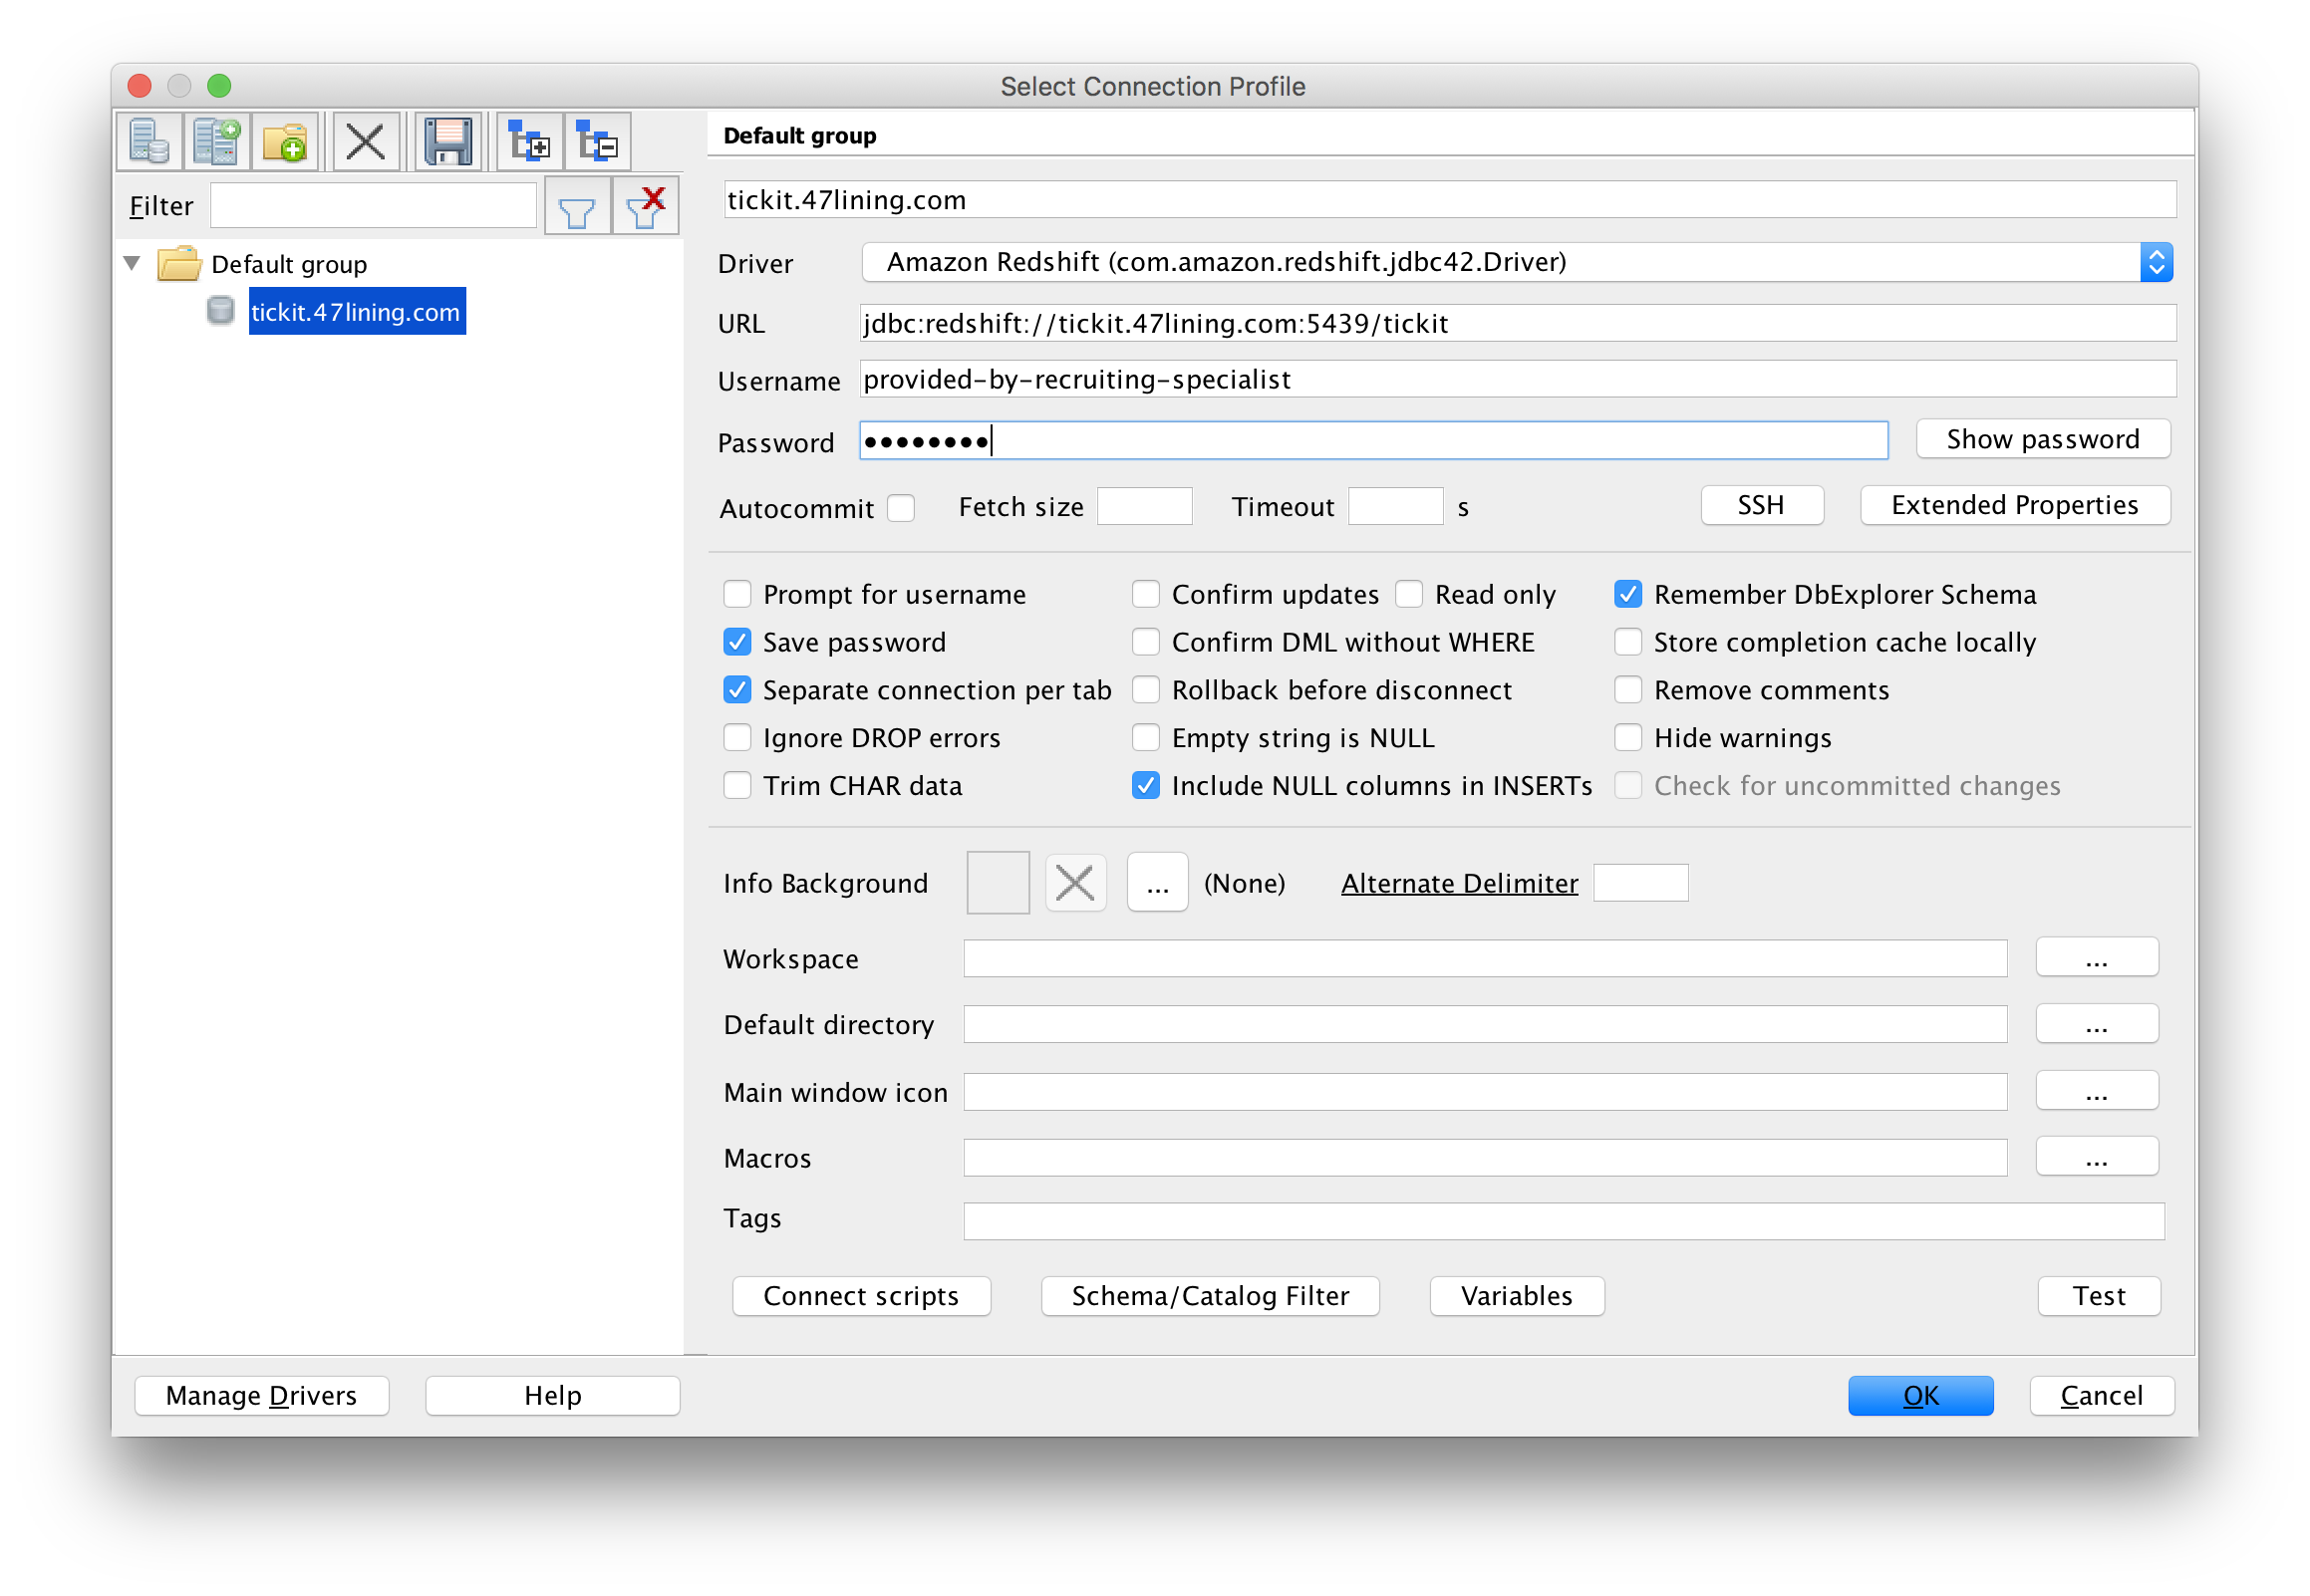 Select Connection Profile
Default group
Filter
tickit.47lining.com
Default group
tickit.47lining.com
Driver Amazon Redshift (com.amazon.redshift.jdbc42.Driver)
URL jdbc:redshift://tickit.47lining.com:5439/tickit
Username provided-by-recruiting-specialist
Password ●●●●●●●● Show password
Autocommit Fetch size Timeout s SSH Extended Properties
Prompt for username Confirm updates Read only Remember DbExplorer Schema
Save password Confirm DML without WHERE Store completion cache locally
Separate connection per tab Rollback before disconnect Remove comments
Ignore DROP errors Empty string is NULL Hide warnings
Trim CHAR data Include NULL columns in INSERTs Check for uncommitted changes
Info Background ... (None) Alternate Delimiter
Workspace ...
Default directory ...
Main window icon ...
Macros ...
Tags
Connect scripts Schema/Catalog Filter Variables Test
Manage Drivers Help OK Cancel